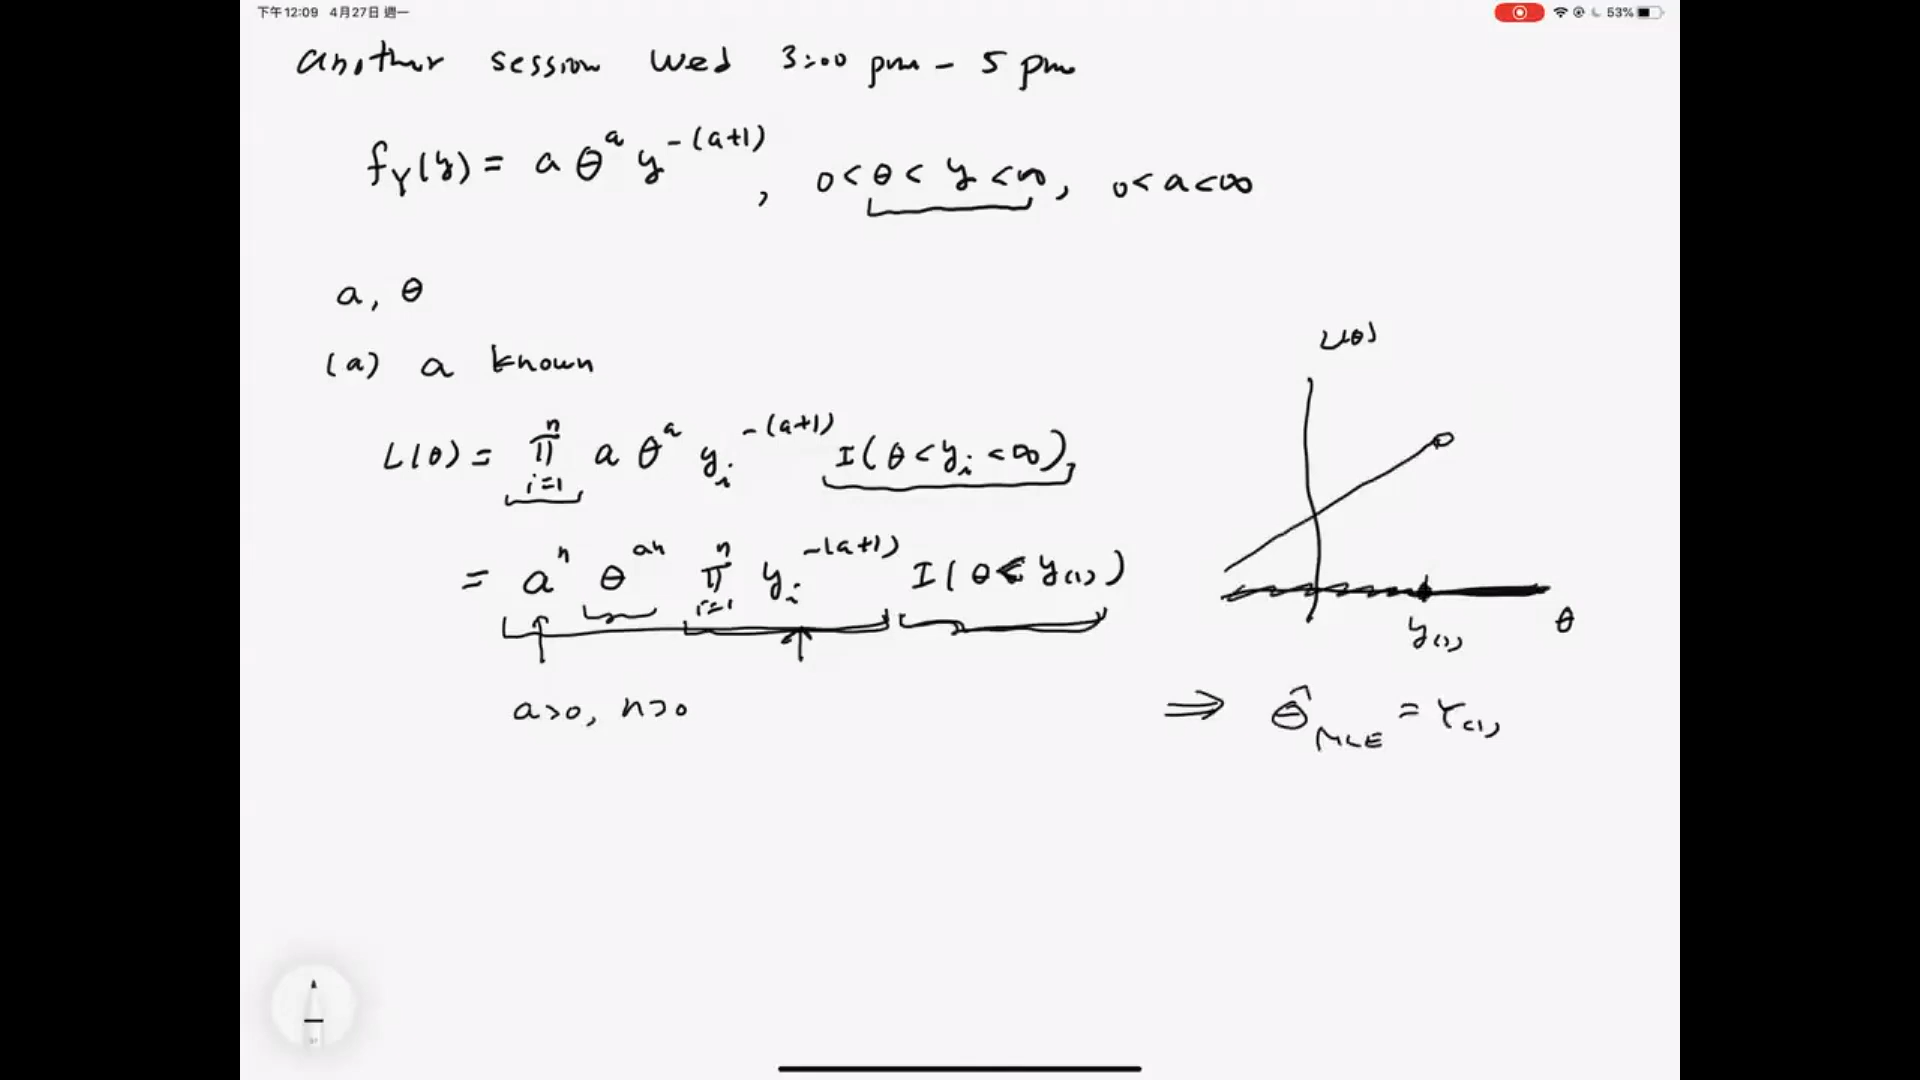 下午12:09 4月27日 週一 53%
another session Wed 3:00 pm - 5 pm
f_Y(y) = a θ^a y^{-(a+1)}, 0 < θ < y < ∞, 0 < a < ∞
a, θ
(a) a known
L(θ) = ∏_{i=1}^{n} a θ^a y_i^{-(a+1)} I(θ < y_i < ∞),
= a^n θ^{an} ∏_{i=1}^{n} y_i^{-(a+1)} I(θ < y_{(1)})
a>0, n>0
L(θ)
y_{(1)} θ
⇒ θ̂_{MLE} = Y_{(1)}